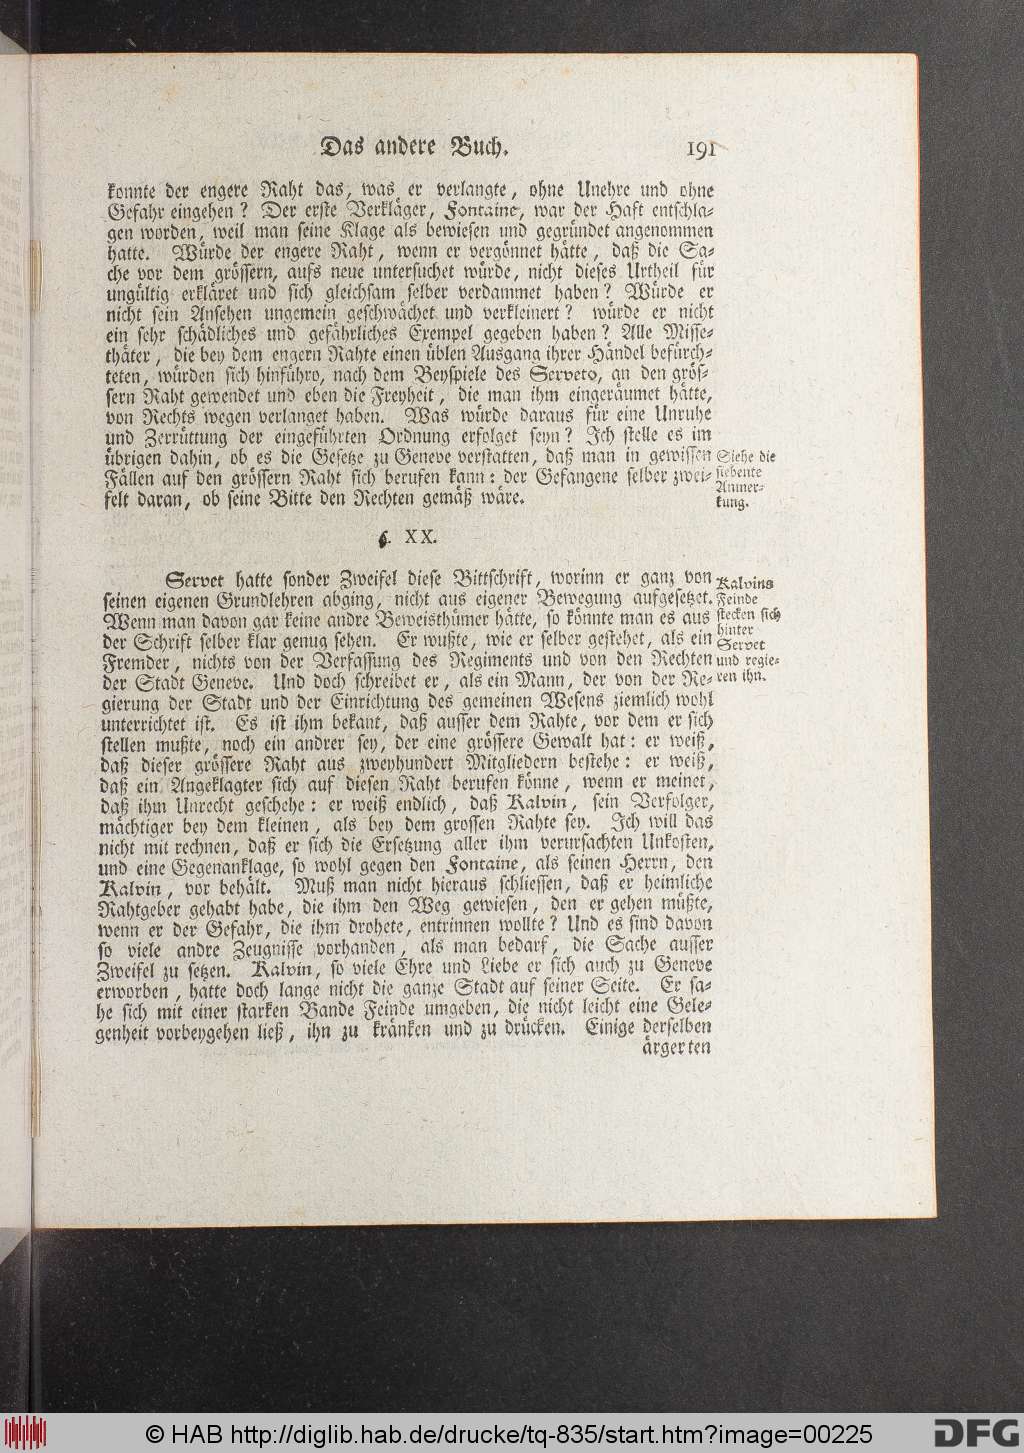 Das andere Buch. 191
konnte der engere Raht das, was er verlangte, ohne Unehre und ohne
Gefahr eingehen? Der erste Verkläger, Fontaine, war der Haft entschla-
gen worden, weil man seine Klage als bewiesen und gegründet angenommen
hatte. Würde der engere Raht, wenn er vergönnet hätte, daß die Sa-
che vor dem grössern, aufs neue untersuchet würde, nicht dieses Urtheil für
ungültig erkläret und sich gleichsam selber verdammet haben? Würde er
nicht sein Ansehen ungemein geschwächet und verkleinert? würde er nicht
ein sehr schädliches und gefährliches Exempel gegeben haben? Alle Misse-
thäter, die bey dem engern Rahte einen üblen Ausgang ihrer Händel befürch-
teten, würden sich hinführo, nach dem Beyspiele des Serveto, an den grös-
sern Raht gewendet und eben die Freyheit, die man ihm eingeräumet hätte,
von Rechts wegen verlanget haben. Was würde daraus für eine Unruhe
und Zerrüttung der eingeführten Ordnung erfolget seyn? Ich stelle es im
übrigen dahin, ob es die Gesetze zu Geneve verstatten, daß man in gewissen
Fällen auf den grössern Raht sich berufen kann: der Gefangene selber zwei-
felt daran, ob seine Bitte den Rechten gemäß wäre.
Siehe die
siebente
Anmer-
kung.
§. XX.
Servet hatte sonder Zweifel diese Bittschrift, worinn er ganz von
seinen eigenen Grundlehren abging, nicht aus eigener Bewegung aufgesetzet.
Wenn man davon gar keine andre Beweisthümer hätte, so könnte man es aus
der Schrift selber klar genug sehen. Er wußte, wie er selber gestehet, als ein
Fremder, nichts von der Verfassung des Regiments und von den Rechten
der Stadt Geneve. Und doch schreibet er, als ein Mann, der von der Re-
gierung der Stadt und der Einrichtung des gemeinen Wesens ziemlich wohl
unterrichtet ist. Es ist ihm bekant, daß ausser dem Rahte, vor dem er sich
stellen mußte, noch ein andrer sey, der eine grössere Gewalt hat: er weiß,
daß dieser grössere Raht aus zweyhundert Mitgliedern bestehe: er weiß,
daß ein Angeklagter sich auf diesen Raht berufen könne, wenn er meinet,
daß ihm Unrecht geschehe: er weiß endlich, daß Kalvin, sein Verfolger,
mächtiger bey dem kleinen, als bey dem grossen Rahte sey. Ich will das
nicht mit rechnen, daß er sich die Ersetzung aller ihm verursachten Unkosten,
und eine Gegenanklage, so wohl gegen den Fontaine, als seinen Herrn, den
Kalvin, vor behält. Muß man nicht hieraus schliessen, daß er heimliche
Rahtgeber gehabt habe, die ihm den Weg gewiesen, den er gehen müßte,
wenn er der Gefahr, die ihm drohete, entrinnen wollte? Und es sind davon
so viele andre Zeugnisse vorhanden, als man bedarf, die Sache ausser
Zweifel zu setzen. Kalvin, so viele Ehre und Liebe er sich auch zu Geneve
erworben, hatte doch lange nicht die ganze Stadt auf seiner Seite. Er sa-
he sich mit einer starken Bande Feinde umgeben, die nicht leicht eine Gele-
genheit vorbeygehen ließ, ihn zu kränken und zu drücken. Einige derselben
ärgerten
Kalvins
Feinde
stecken sich
hinter
Servet
und regie-
ren ihn.
© HAB http://diglib.hab.de/drucke/tq-835/start.htm?image=00225
DFG